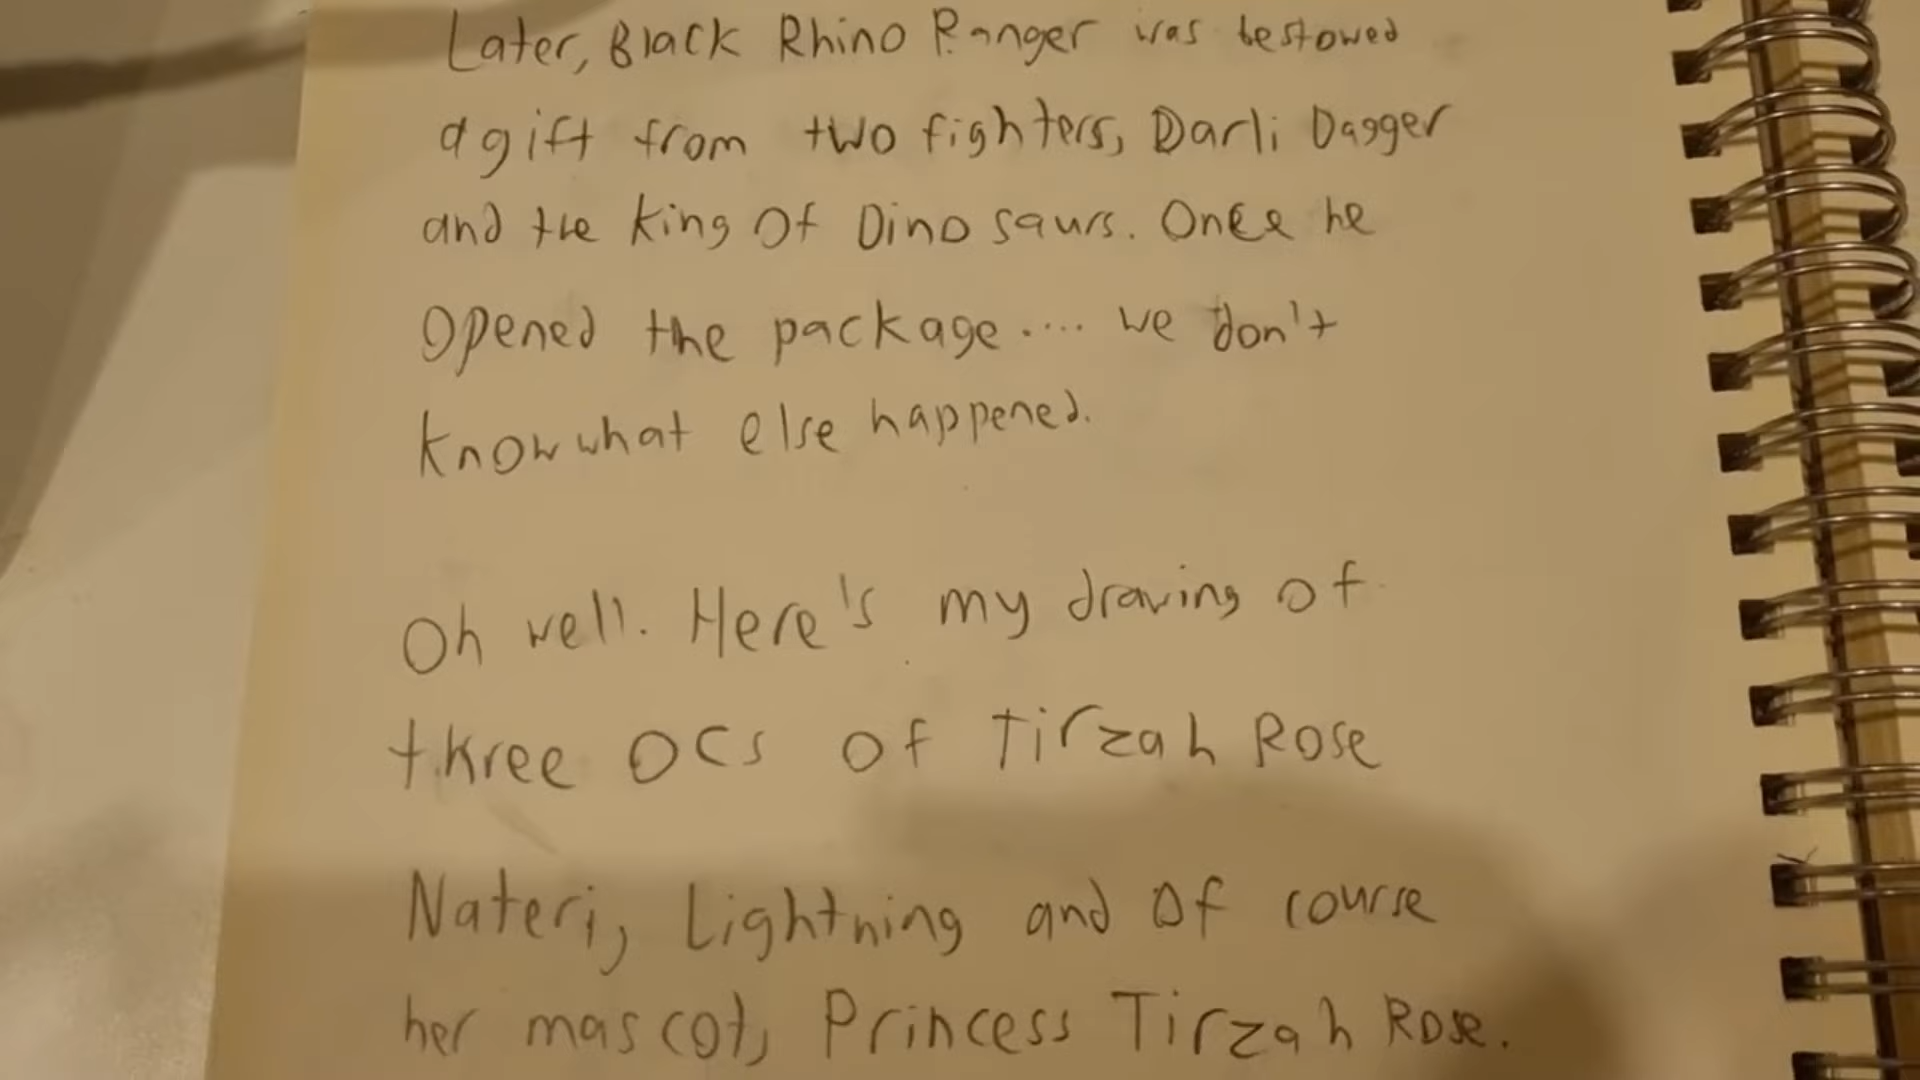 Later, Black Rhino Ranger was bestowed
a gift from two fighters, Darli Dagger
and the King Of Dinosaurs. Once he
Opened the package.... we don't
know what else happened.
Oh well. Here's my drawing of
three OCs of Tirzah Rose
Nateri, Lightning and Of course
her mascot, Princess Tirzah Rose.